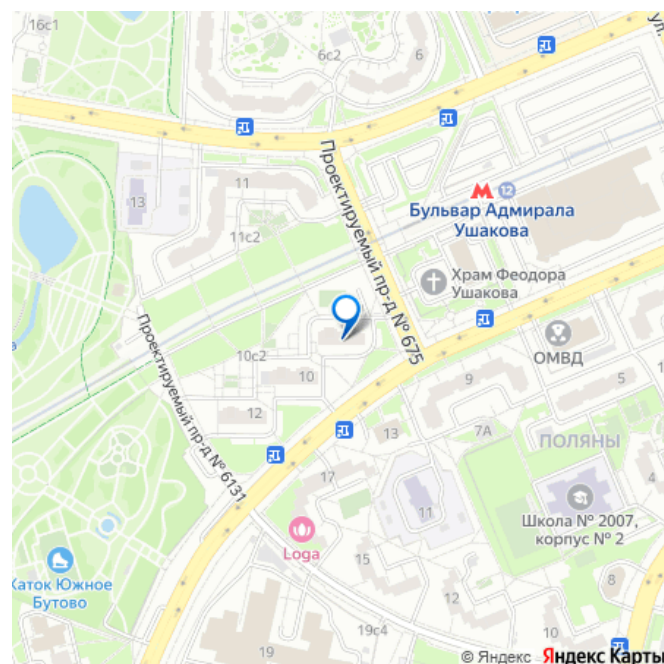 16с1
6с2
6
ул.
Проектируемый пр-д № 675
11
13
11с2
М 12
Бульвар Адмирала
Ушакова
Храм Феодора
Ушакова
Проектируемый пр-д № 6131
10с2
10
ОМВД
9
5
12
13
7А
ПОЛЯНЫ
4
17
11
Школа № 2007,
корпус № 2
Loga
15
Каток Южное
Бутово
8
12
19с4
10
19
© Яндекс Яндекс Карты